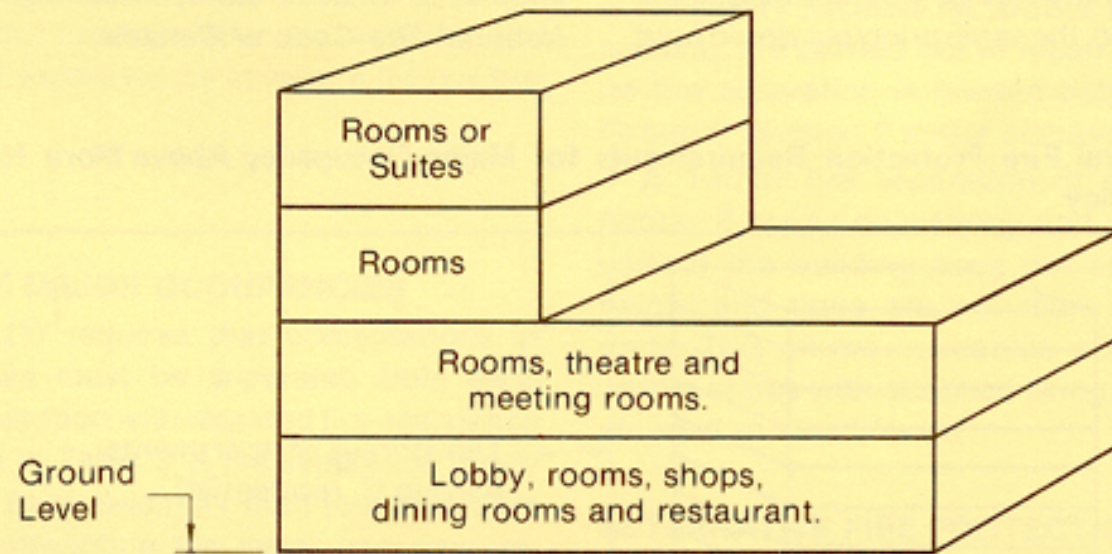 Rooms or
Suites
Rooms
Rooms, theatre and
meeting rooms.
Lobby, rooms, shops,
dining rooms and restaurant.
Ground
Level